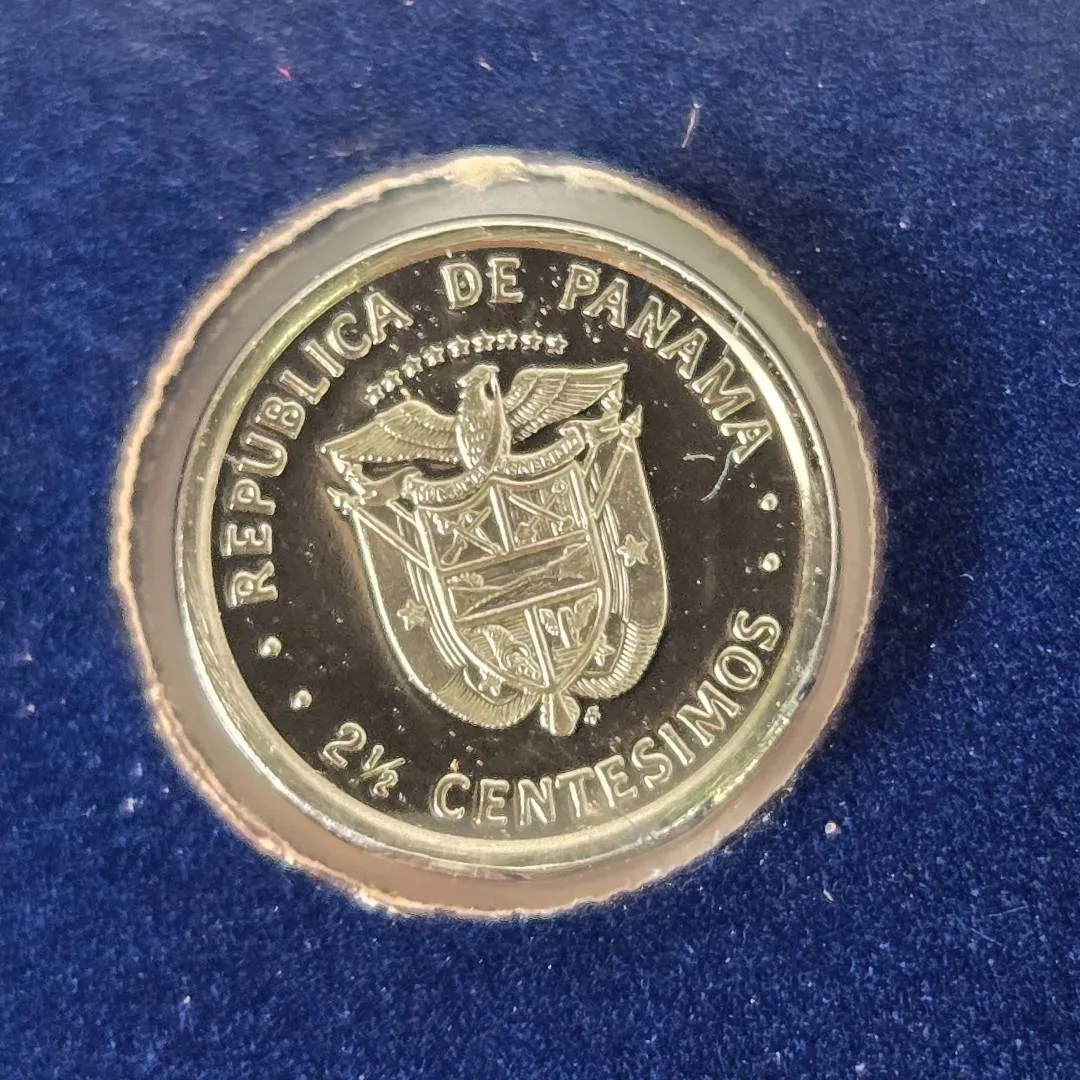 REPUBLICA DE PANAMA
2½ CENTESIMOS